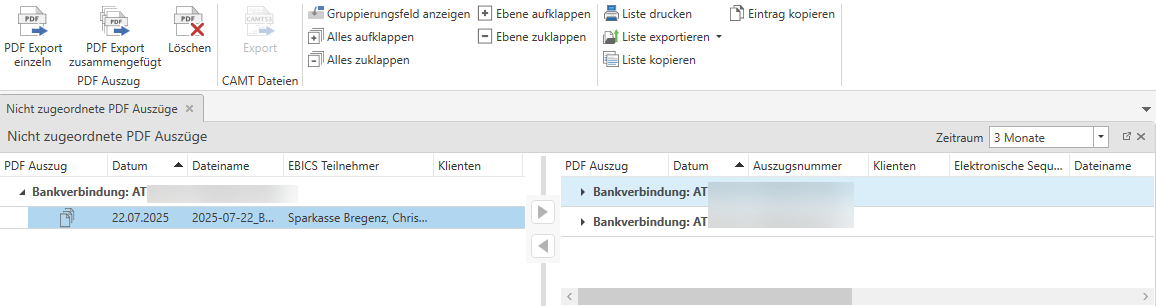 PDF Export einzeln
PDF Export zusammengefügt
Löschen
PDF Auszug
CAMT53
Export
CAMT Dateien
Gruppierungsfeld anzeigen
Alles aufklappen
Alles zuklappen
Ebene aufklappen
Ebene zuklappen
Liste drucken
Liste exportieren
Liste kopieren
Eintrag kopieren
Nicht zugeordnete PDF Auszüge
Nicht zugeordnete PDF Auszüge
Zeitraum 3 Monate
PDF Auszug Datum Dateiname EBICS Teilnehmer Klienten
Bankverbindung: AT
22.07.2025 2025-07-22_B... Sparkasse Bregenz, Chris...
PDF Auszug Datum Auszugsnummer Klienten Elektronische Sequ... Dateiname
Bankverbindung: AT
Bankverbindung: AT